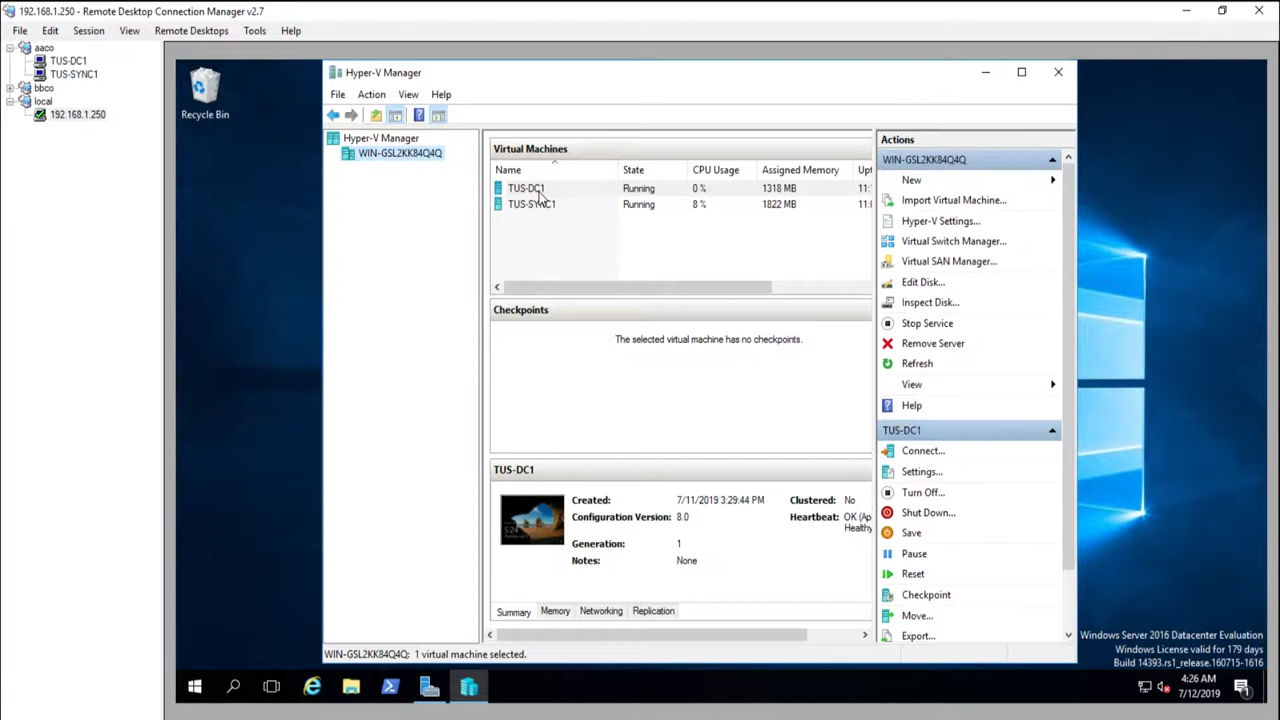 192.168.1.250 - Remote Desktop Connection Manager v2.7
File Edit Session View Remote Desktops Tools Help
aaco
TUS-DC1
TUS-SYNC1
bbco
local
192.168.1.250
Recycle Bin
Hyper-V Manager
File Action View Help
Hyper-V Manager
WIN-GSL2KK84Q4Q
Virtual Machines
Name State CPU Usage Assigned Memory Upt
TUS-DC1 Running 0 % 1318 MB 11:
TUS-SYNC1 Running 8 % 1822 MB 11:
Checkpoints
The selected virtual machine has no checkpoints.
TUS-DC1
Created: 7/11/2019 3:29:44 PM Clustered: No
Configuration Version: 8.0 Heartbeat: OK (Ap
Healthy
Generation: 1
Notes: None
Summary Memory Networking Replication
Actions
WIN-GSL2KK84Q4Q
New
Import Virtual Machine...
Hyper-V Settings...
Virtual Switch Manager...
Virtual SAN Manager...
Edit Disk...
Inspect Disk...
Stop Service
Remove Server
Refresh
View
Help
TUS-DC1
Connect...
Settings...
Turn Off...
Shut Down...
Save
Pause
Reset
Checkpoint
Move...
Export...
WIN-GSL2KK84Q4Q: 1 virtual machine selected.
Windows Server 2016 Datacenter Evaluation
Windows License valid for 179 days
Build 14393.rs1_release.160715-1616
4:26 AM
7/12/2019
1